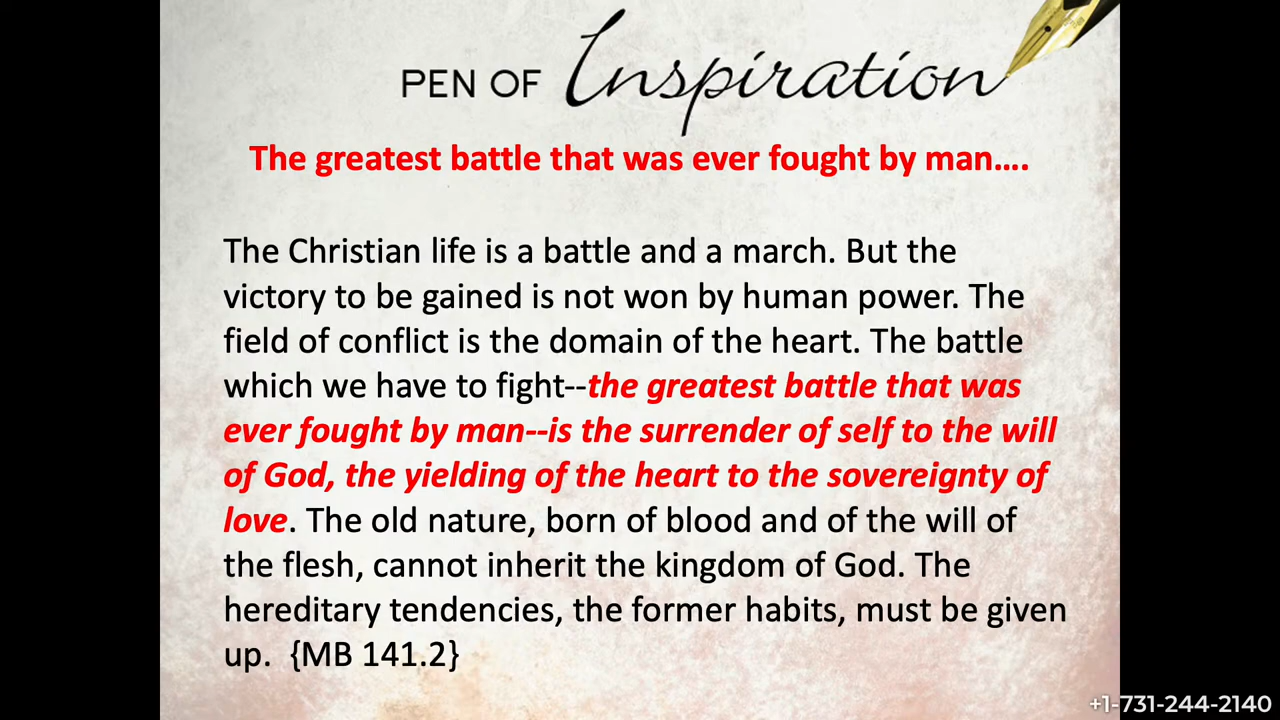 PEN OF Inspiration
The greatest battle that was ever fought by man....
The Christian life is a battle and a march. But the
victory to be gained is not won by human power. The
field of conflict is the domain of the heart. The battle
which we have to fight--the greatest battle that was
ever fought by man--is the surrender of self to the will
of God, the yielding of the heart to the sovereignty of
love. The old nature, born of blood and of the will of
the flesh, cannot inherit the kingdom of God. The
hereditary tendencies, the former habits, must be given
up.  {MB 141.2}
+1-731-244-2140